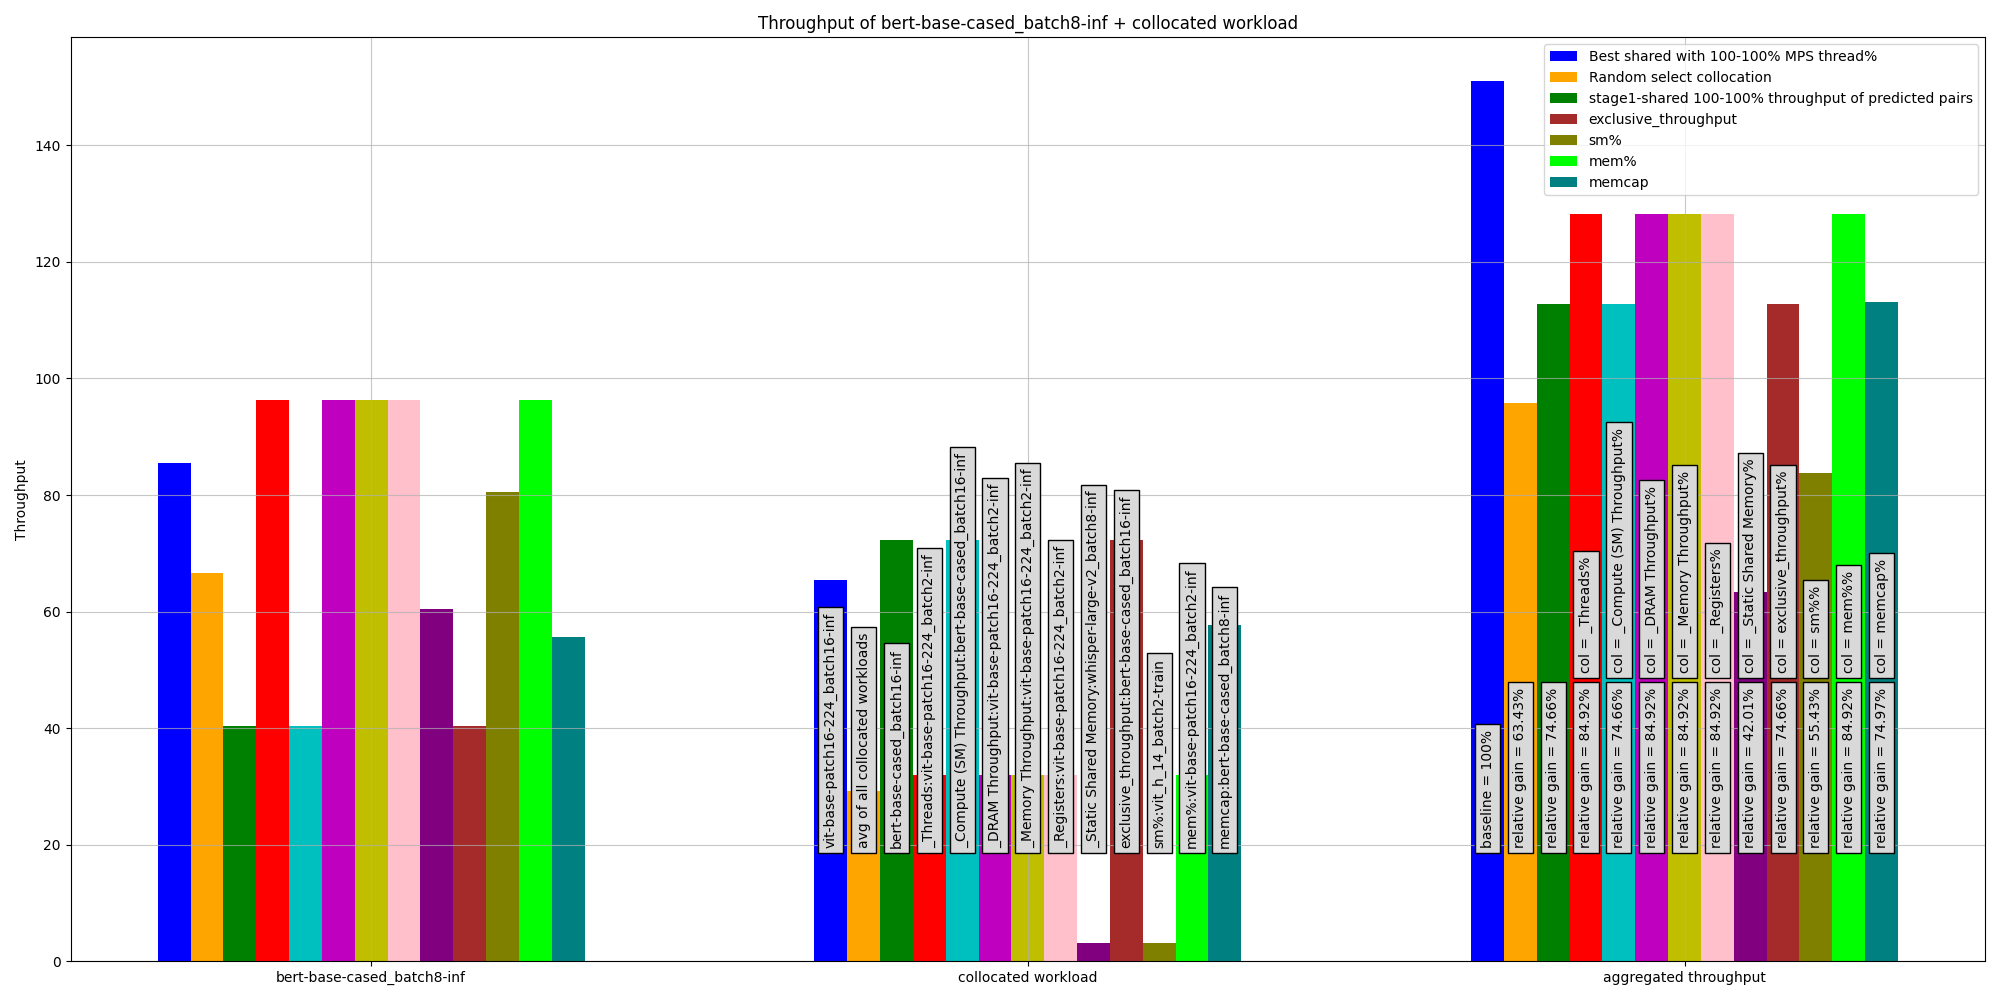 Throughput of bert-base-cased_batch8-inf + collocated workload
Best shared with 100-100% MPS thread%
Random select collocation
stage1-shared 100-100% throughput of predicted pairs
exclusive_throughput
sm%
mem%
memcap
Throughput
140
120
100
80
60
40
20
0
vit-base-patch16-224_batch16-inf
avg of all collocated workloads
bert-base-cased_batch16-inf
_Threads:vit-base-patch16-224_batch2-inf
_Compute (SM) Throughput:bert-base-cased_batch16-inf
_DRAM Throughput:vit-base-patch16-224_batch2-inf
_Memory Throughput:vit-base-patch16-224_batch2-inf
_Registers:vit-base-patch16-224_batch2-inf
_Static Shared Memory:whisper-large-v2_batch8-inf
exclusive_throughput:bert-base-cased_batch16-inf
sm%:vit_h_14_batch2-train
mem%:vit-base-patch16-224_batch2-inf
memcap:bert-base-cased_batch8-inf
col = _Threads%
col = _Compute (SM) Throughput%
col = _DRAM Throughput%
col = _Memory Throughput%
col = _Registers%
col = _Static Shared Memory%
col = exclusive_throughput%
col = sm%%
col = mem%%
col = memcap%
baseline = 100%
relative gain = 63.43%
relative gain = 74.66%
relative gain = 84.92%
relative gain = 74.66%
relative gain = 84.92%
relative gain = 84.92%
relative gain = 84.92%
relative gain = 42.01%
relative gain = 74.66%
relative gain = 55.43%
relative gain = 84.92%
relative gain = 74.97%
bert-base-cased_batch8-inf
collocated workload
aggregated throughput